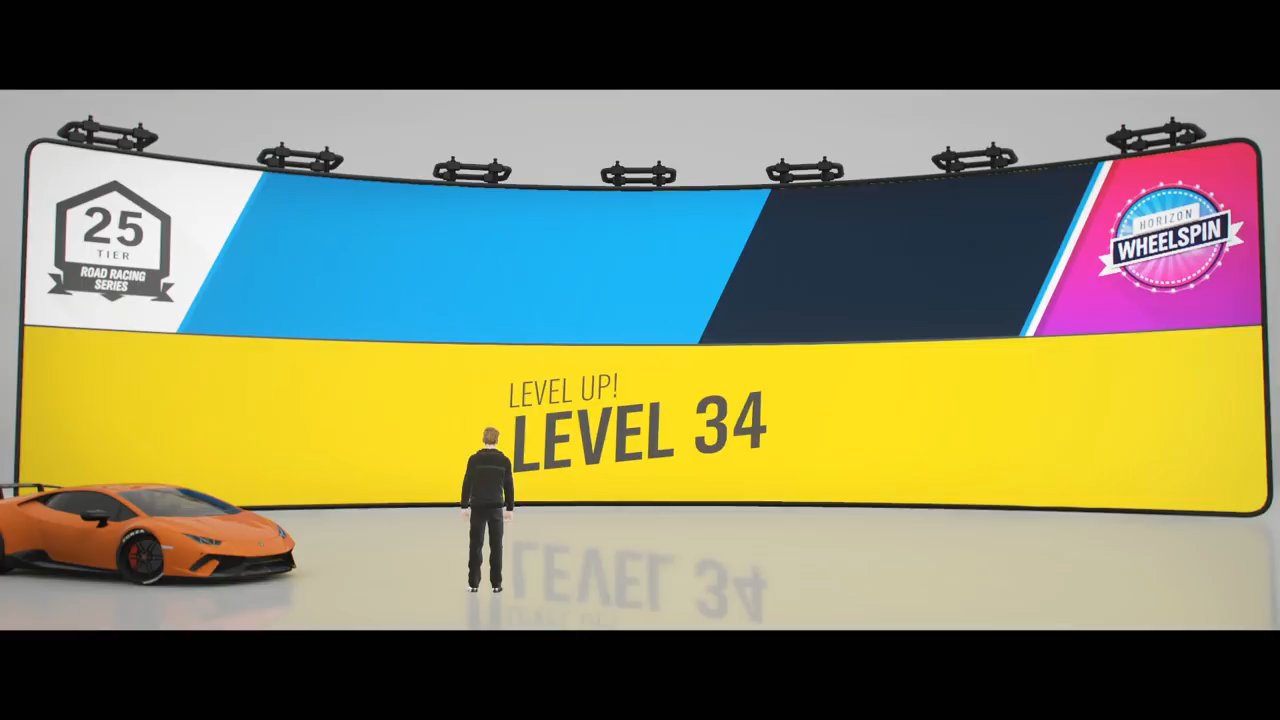 25
TIER
ROAD RACING
SERIES
HORIZON
WHEELSPIN
LEVEL UP!
LEVEL 34